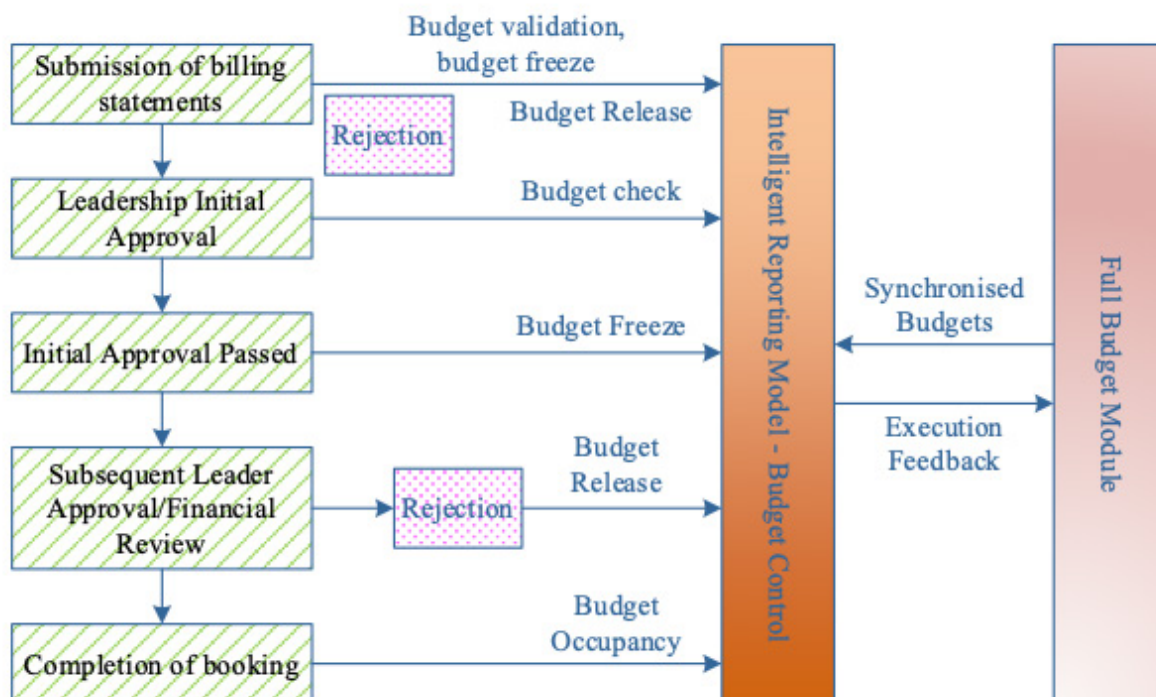 Submission of billing
statements
Budget validation,
budget freeze
Rejection
Budget Release
Leadership Initial
Approval
Budget check
Initial Approval Passed
Budget Freeze
Subsequent Leader
Approval/Financial
Review
Rejection
Budget
Release
Completion of booking
Budget
Occupancy
Intelligent Reporting Model - Budget Control
Synchronised
Budgets
Execution
Feedback
Full Budget Module